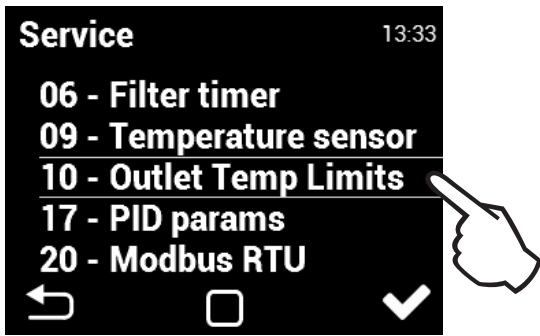 Service 13:33
06 - Filter timer
09 - Temperature sensor
10 - Outlet Temp Limits
17 - PID params
20 - Modbus RTU